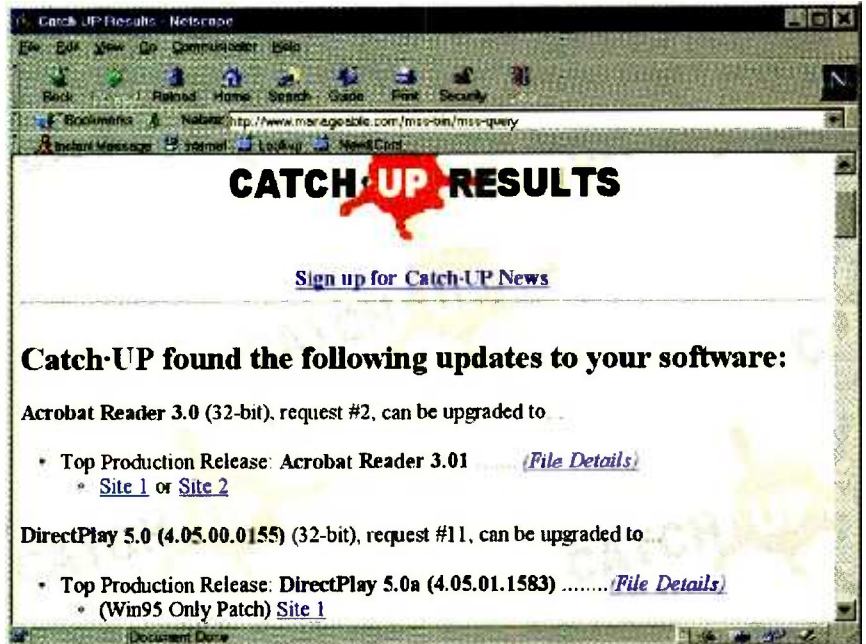 Catch UP Results - Netscape
File Edit View Go Communicator Help
Back Reload Home Search Guide Print Security
Bookmarks http://www.manageable.com/mss-bin/mss-query
Instant Message Internet Lookup New&Cool
CATCH·UP RESULTS
Sign up for Catch·UP News
Catch·UP found the following updates to your software:
Acrobat Reader 3.0 (32-bit), request #2, can be upgraded to...
• Top Production Release: Acrobat Reader 3.01 ........ (File Details)
• Site 1 or Site 2
DirectPlay 5.0 (4.05.00.0155) (32-bit), request #11, can be upgraded to...
• Top Production Release: DirectPlay 5.0a (4.05.01.1583) ........ (File Details)
• (Win95 Only Patch) Site 1
Document Done